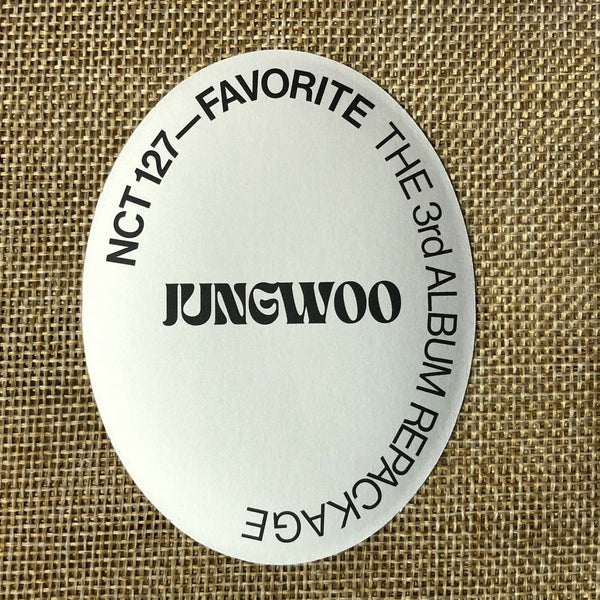 NCT 127—FAVORITE THE 3rd ALBUM REPACKAGE
JUNGWOO